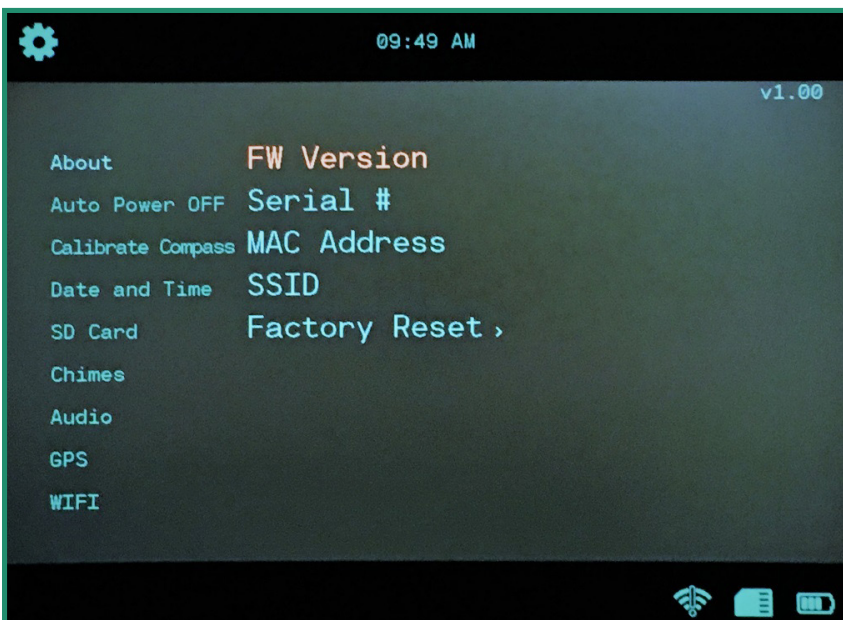 09:49 AM
v1.00
About
FW Version
Auto Power OFF
Serial #
Calibrate Compass
MAC Address
Date and Time
SSID
SD Card
Factory Reset ›
Chimes
Audio
GPS
WIFI